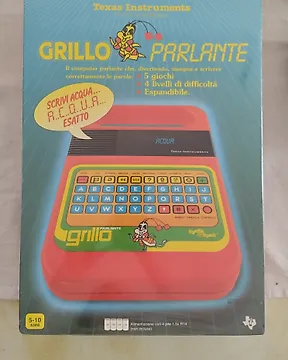 Texas Instruments
GRILLO PARLANTE
Il computer parlante che, divertendo, insegna a scrivere
correttamente le parole.
5 giochi
4 livelli di difficoltà
Espandibile
SCRIVI ACQUA...
A.C.Q.U.A...
ESATTO
ACQUA
Texas Instruments
A B C D E F G H I J
K L M N O P Q R S T
U V W X Y Z
PARLANTE
grillo
5-10